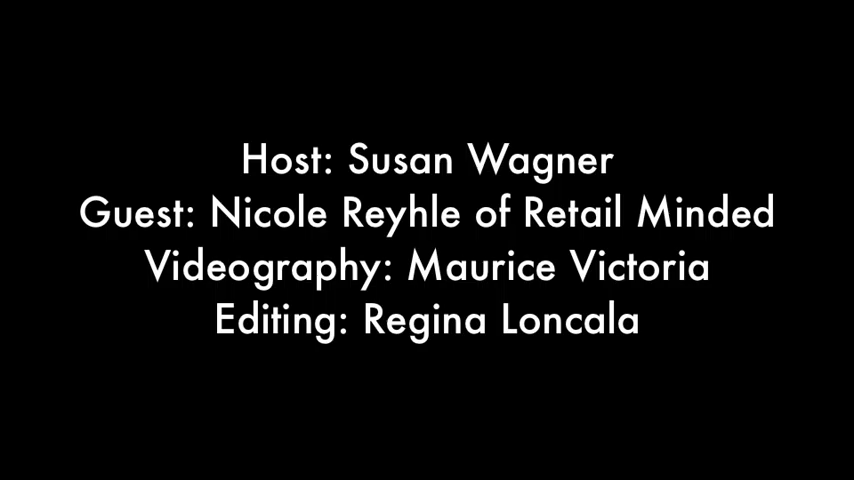 Host: Susan Wagner
Guest: Nicole Reyhle of Retail Minded
Videography: Maurice Victoria
Editing: Regina Loncala